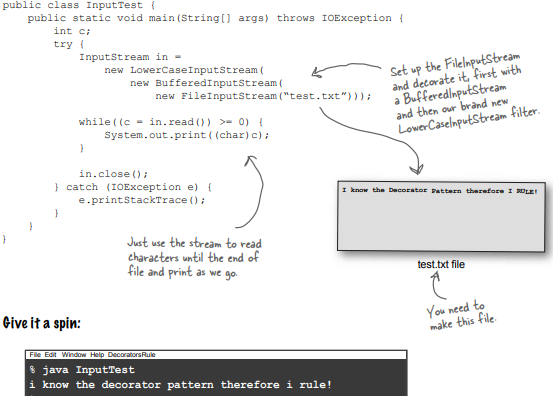 public class InputTest {
public static void main(String[] args) throws IOException {
int c;
try {
InputStream in =
new LowerCaseInputStream(
new BufferedInputStream(
new FileInputStream(“test.txt”)));
while((c = in.read()) >= 0) {
System.out.print((char)c);
}
in.close();
} catch (IOException e) {
e.printStackTrace();
}
}
}
Set up the FileInputStream
and decorate it, first with
a BufferedInputStream
and then our brand new
LowerCaseInputStream filter.
I know the Decorator Pattern therefore I RULE!
test.txt file
You need to
make this file.
Just use the stream to read
characters until the end of
file and print as we go.
Give it a spin:
File Edit Window Help DecoratorsRule
% java InputTest
i know the decorator pattern therefore i rule!